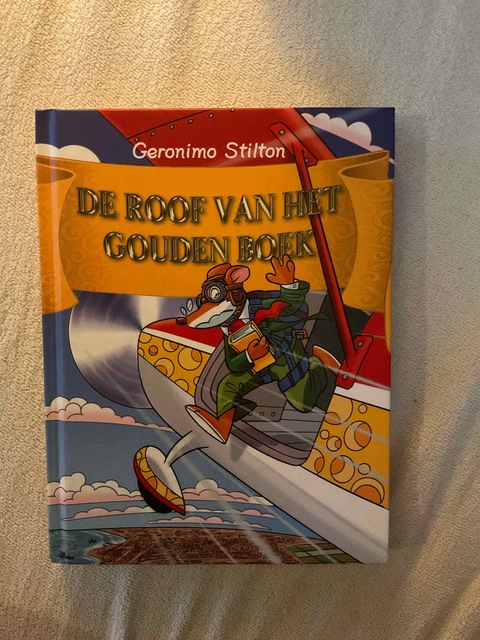 Geronimo Stilton
DE ROOF VAN HET
GOUDEN BOEK